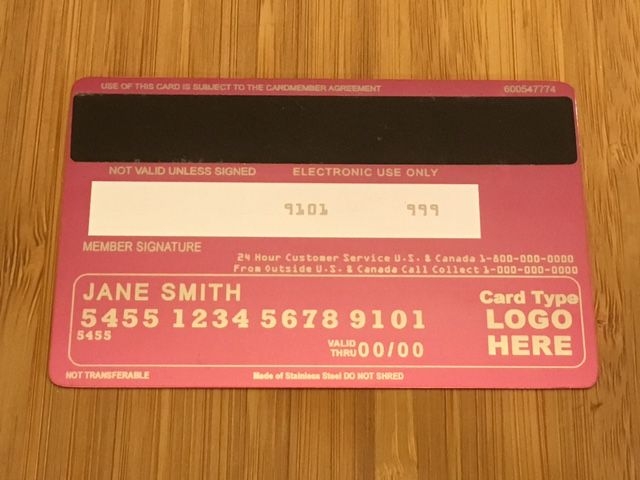 USE OF THIS CARD IS SUBJECT TO THE CARDMEMBER AGREEMENT 600547774
NOT VALID UNLESS SIGNED ELECTRONIC USE ONLY
9101 999
MEMBER SIGNATURE
24 Hour Customer Service U.S. & Canada 1-800-000-0000
From Outside U.S. & Canada Call Collect 1-000-000-0000
JANE SMITH
Card Type
5455 1234 5678 9101
LOGO
5455
VALID THRU 00/00
HERE
NOT TRANSFERABLE Made of Stainless Steel DO NOT SHRED